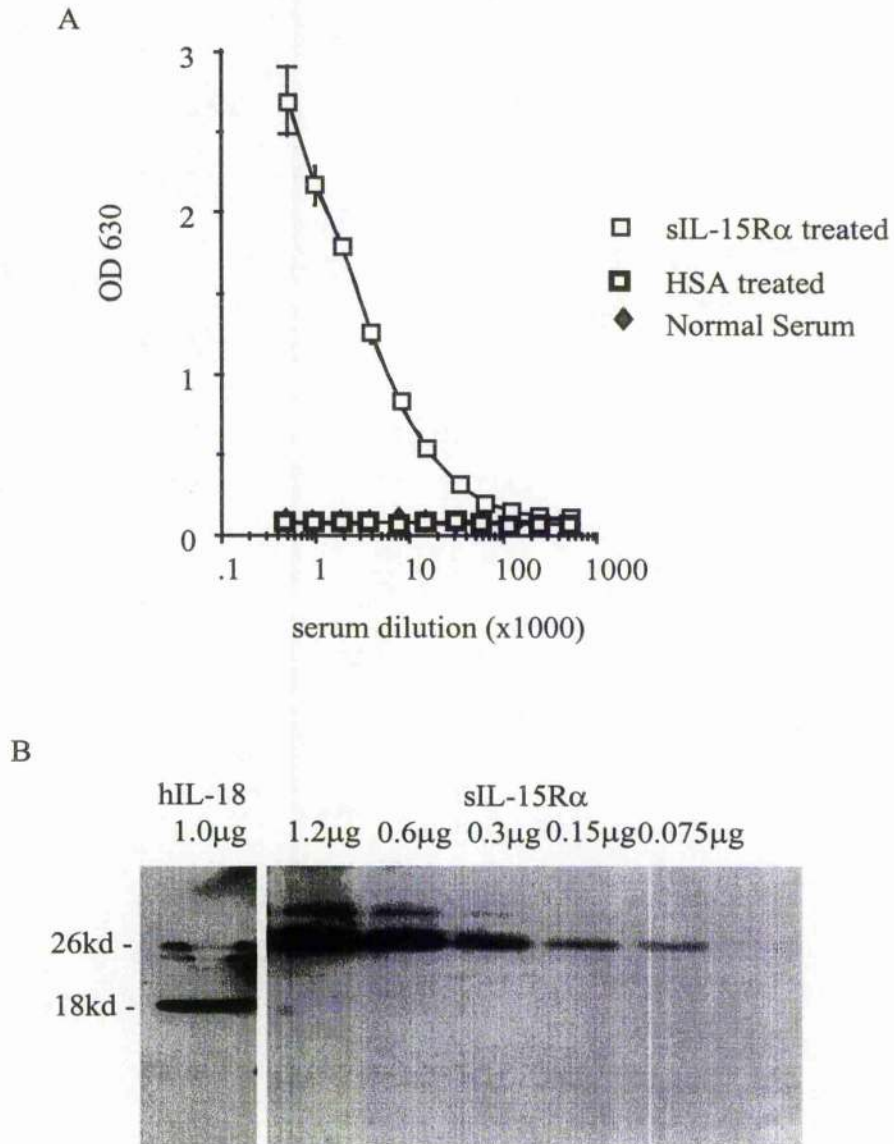 A
3
2
1
0
OD 630
.1 1 10 100 1000
serum dilution (x1000)
sIL-15Rα treated
HSA treated
Normal Serum
B
hIL-18 sIL-15Rα
1.0μg 1.2μg 0.6μg 0.3μg 0.15μg 0.075μg
26kd -
18kd -